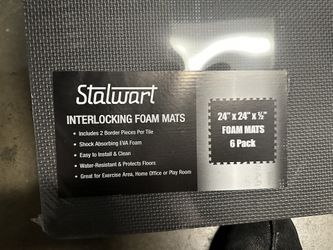 Stalwart
INTERLOCKING FOAM MATS
• Includes 2 Border Pieces Per Tile
• Shock Absorbing EVA Foam
• Easy to Install & Clean
• Water-Resistant & Protects Floors
• Great for Exercise Area, Home Office or Play Room
24" x 24" x ½"
FOAM MATS
6 Pack